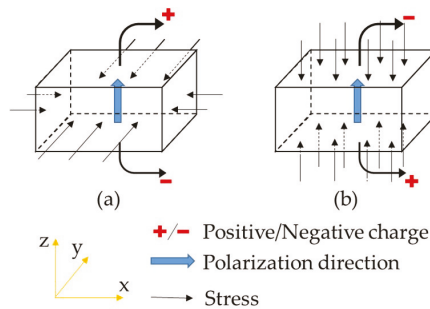 +
-
-
+
(a)
(b)
z
y
x
+/- Positive/Negative charge
Polarization direction
Stress